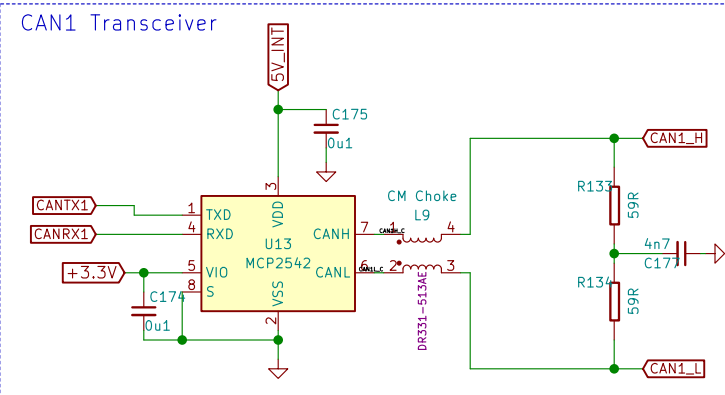 CAN1 Transceiver
5V_INT
C175
0u1
3
CANTX1
1
TXD
VDD
CANRX1
4
RXD
U13
MCP2542
CANH
7
CAN1H_C
1
CM Choke
L9
4
+3.3V
5
VIO
CANL
6
CAN1L_C
2
3
DR331-513AE
8
S
VSS
2
C174
0u1
CAN1_H
R133
59R
4n7
C177
R134
59R
CAN1_L